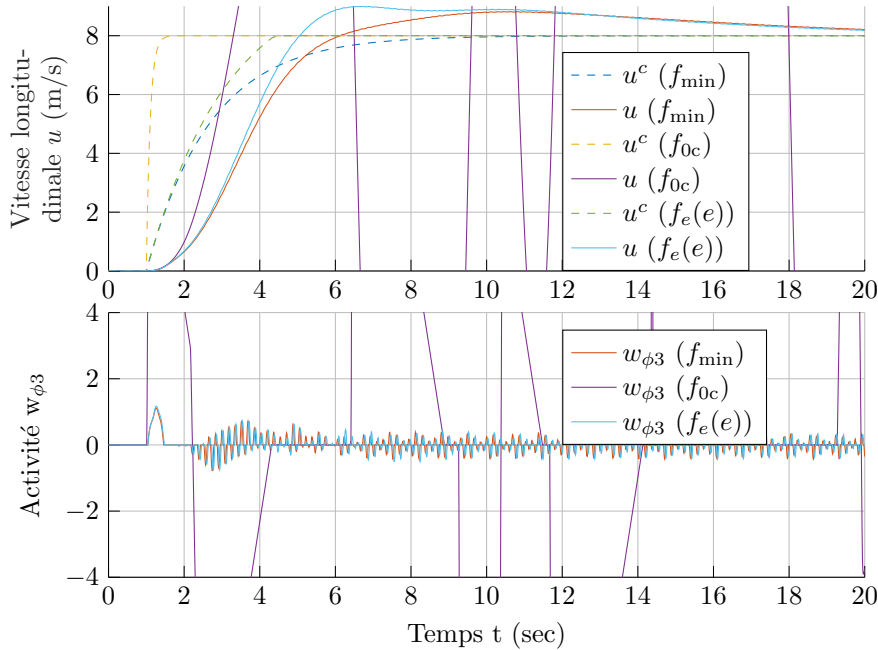 Vitesse longitu-
dinale u (m/s)
8
6
4
2
0
0 2 4 6 8 10 12 14 16 18 20
u^c (f_min)
u (f_min)
u^c (f_0c)
u (f_0c)
u^c (f_e(e))
u (f_e(e))
Activité w_ϕ3
4
2
0
−2
−4
0 2 4 6 8 10 12 14 16 18 20
w_ϕ3 (f_min)
w_ϕ3 (f_0c)
w_ϕ3 (f_e(e))
Temps t (sec)